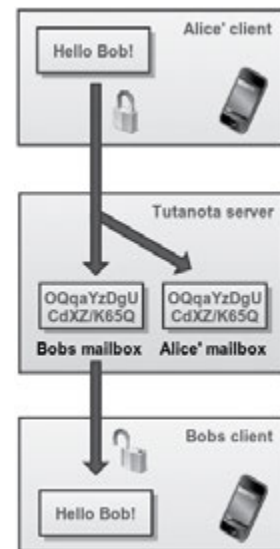 Alice' client
Hello Bob!
Tutanota server
OQqaYzDgU
CdXZ/K65Q
OQqaYzDgU
CdXZ/K65Q
Bobs mailbox
Alice' mailbox
Bobs client
Hello Bob!